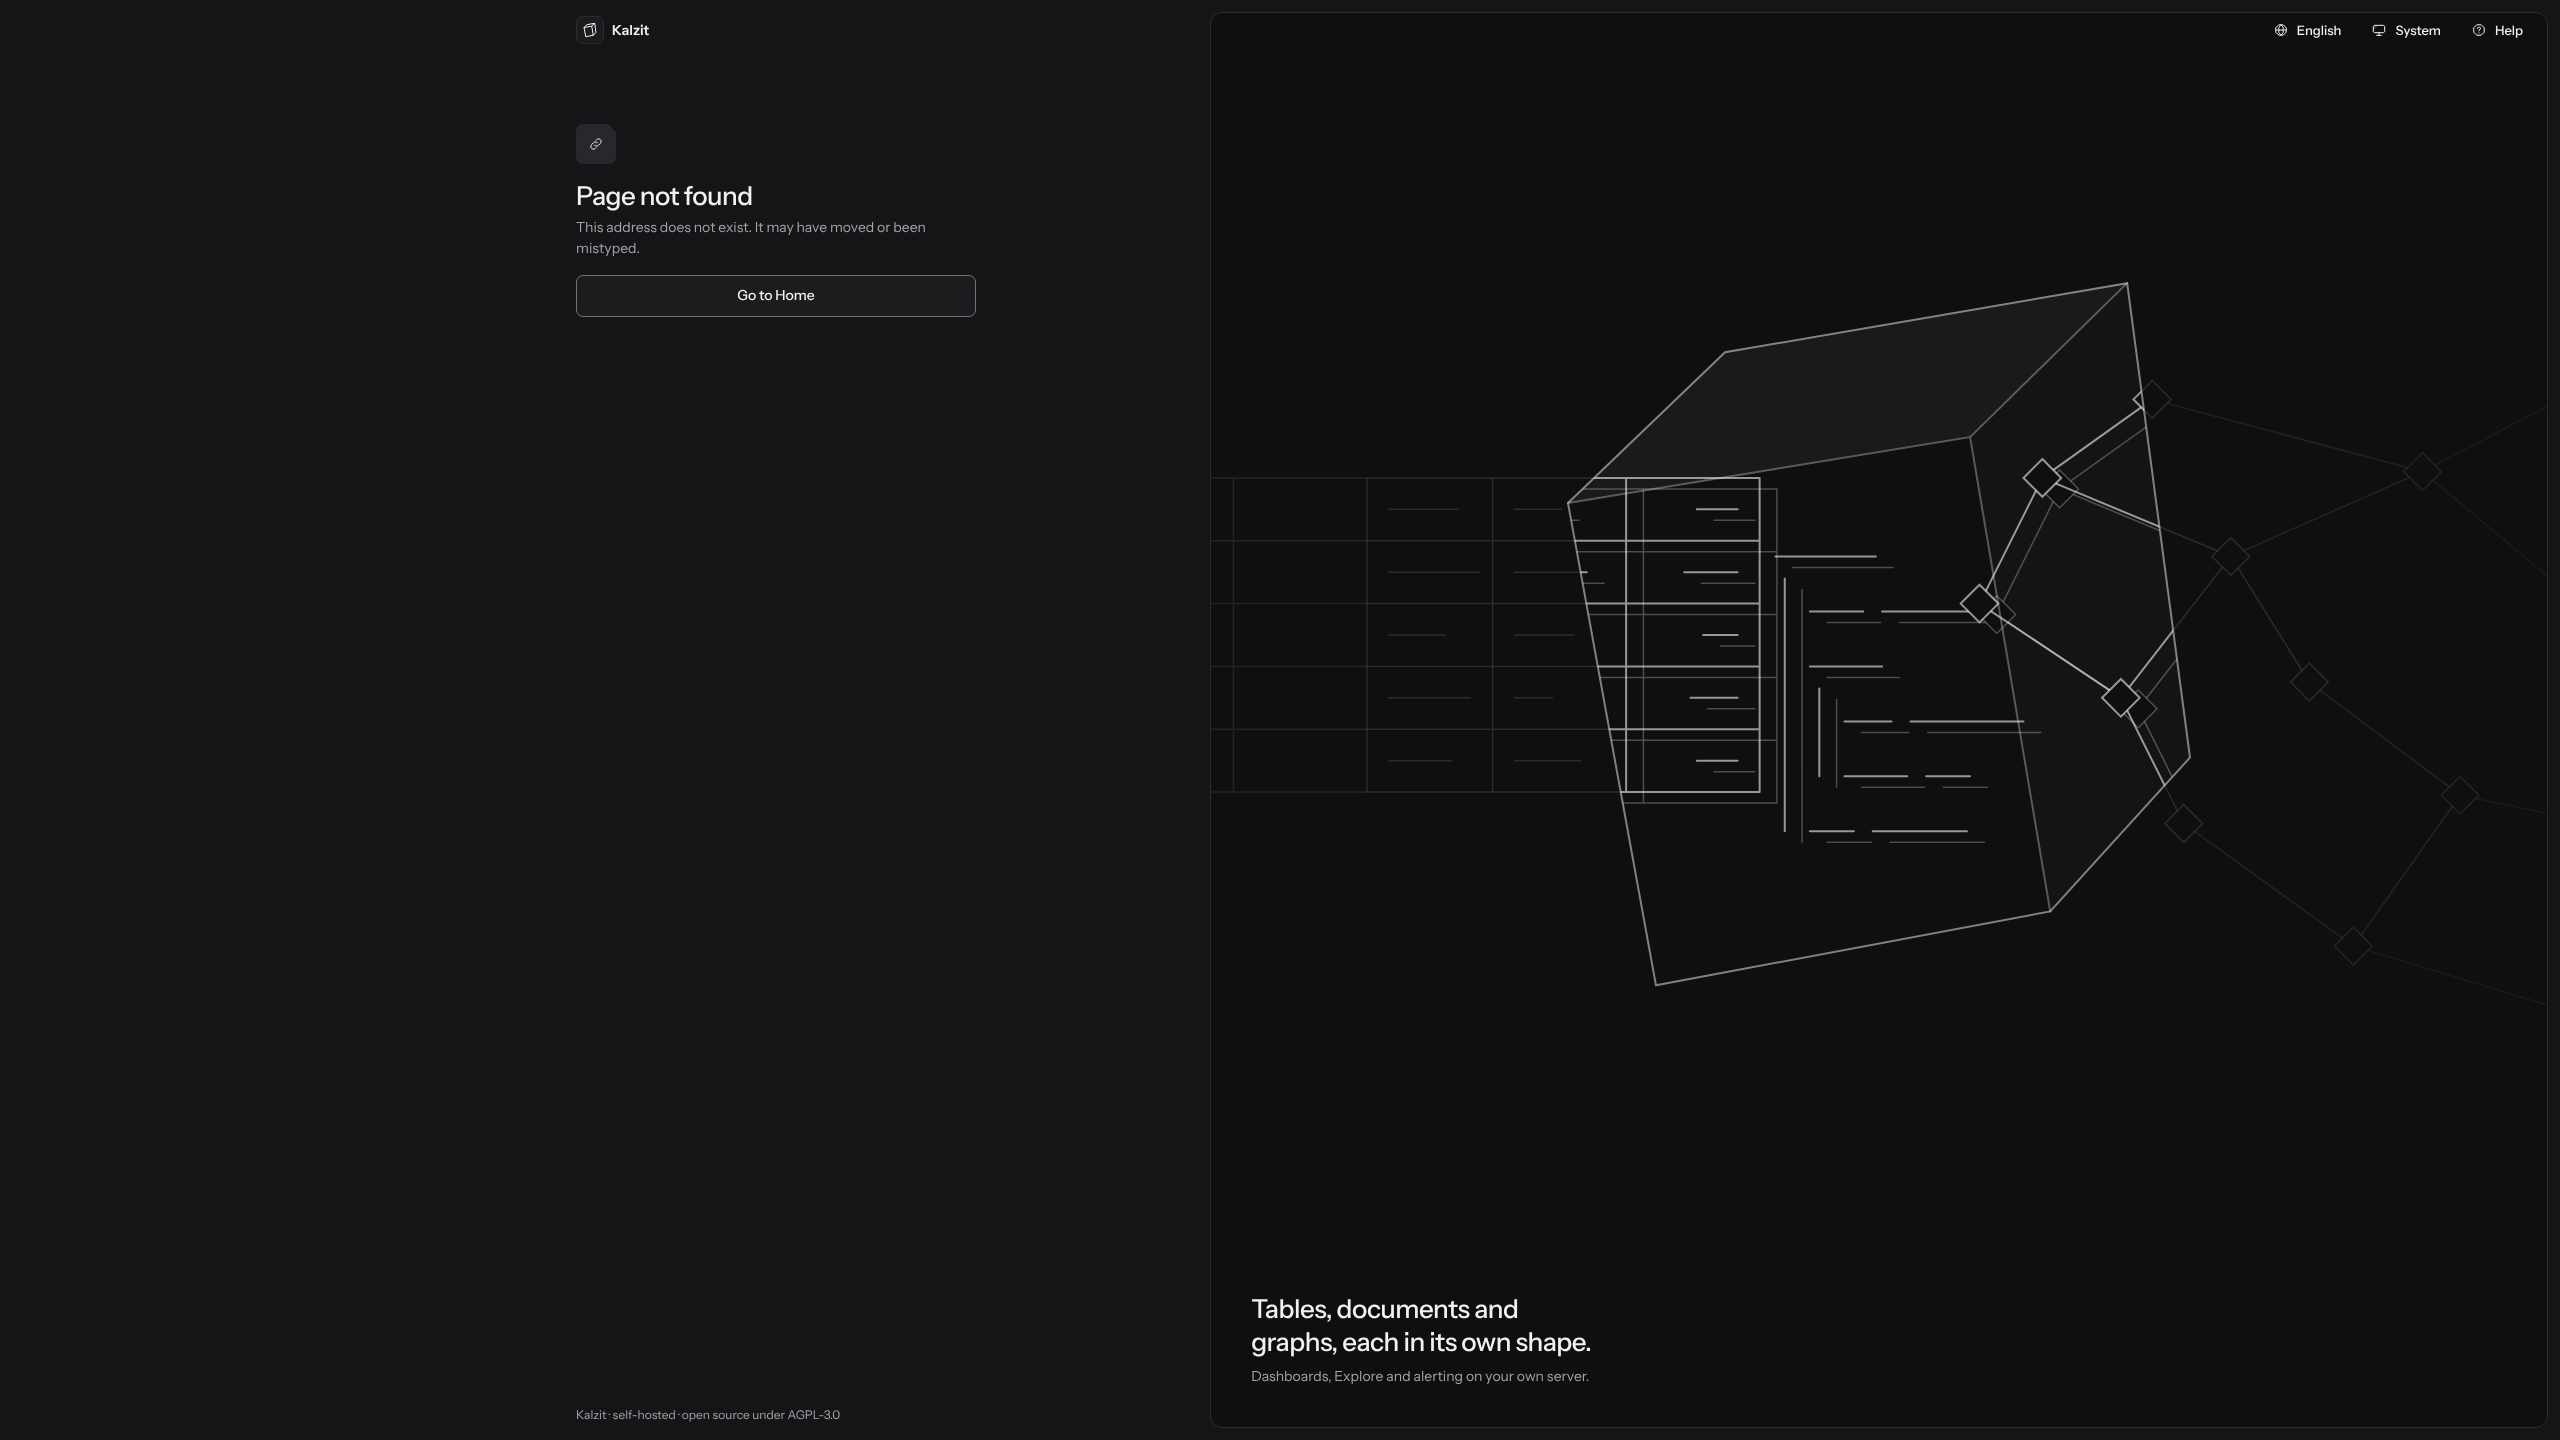 Kalzit
English
System
Help
Page not found
This address does not exist. It may have moved or been
mistyped.
Go to Home
Tables, documents and
graphs, each in its own shape.
Dashboards, Explore and alerting on your own server.
Kalzit · self-hosted · open source under AGPL-3.0